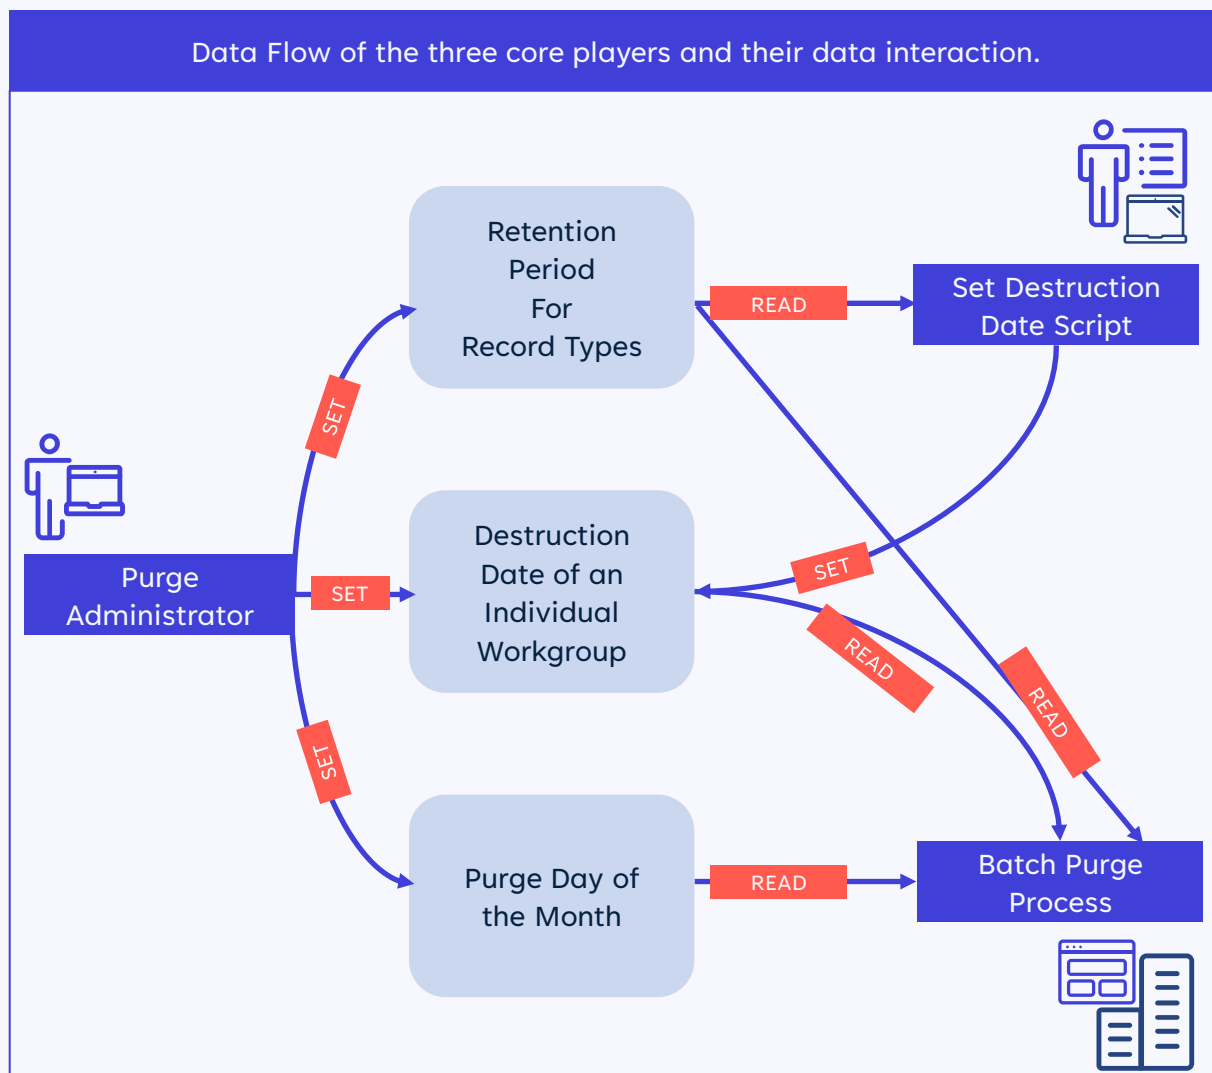 Data Flow of the three core players and their data interaction.
Retention
Period
For
Record Types
READ
Set Destruction
Date Script
SET
Destruction
Date of an
Individual
Workgroup
Purge
Administrator
SET
SET
READ
READ
SET
Purge Day of
the Month
READ
Batch Purge
Process